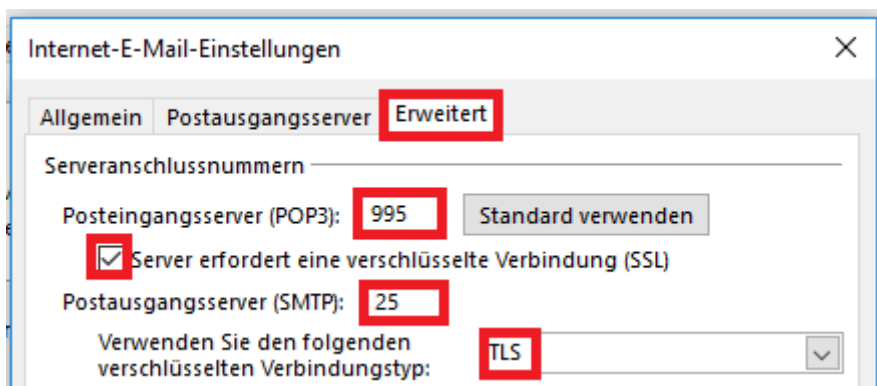 Internet-E-Mail-Einstellungen
Allgemein Postausgangsserver Erweitert
Serveranschlussnummern
Posteingangsserver (POP3): 995 Standard verwenden
Server erfordert eine verschlüsselte Verbindung (SSL)
Postausgangsserver (SMTP): 25
Verwenden Sie den folgenden
verschlüsselten Verbindungstyp: TLS